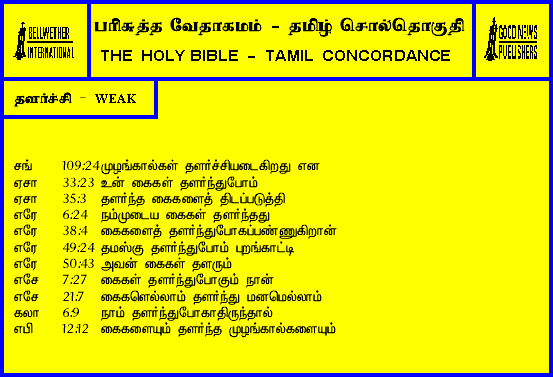 BELLWETHER
INTERNATIONAL
பரிசுத்த வேதாகமம் - தமிழ் சொல்தொகுதி
THE HOLY BIBLE - TAMIL CONCORDANCE
GOOD NEWS
PUBLISHERS
தளர்ச்சி - WEAK
சங் 109:24 முழங்கால்கள் தளர்ச்சியடைகிறது என
ஏசா 33:23 உன் கைகள் தளர்ந்துபோம்
ஏசா 35:3 தளர்ந்த கைகளைத் திடப்படுத்தி
எரே 6:24 நம்முடைய கைகள் தளர்ந்தது
எரே 38:4 கைகளைத் தளர்ந்துபோகப்பண்ணுகிறான்
எரே 49:24 தமஸ்கு தளர்ந்துபோம் புறங்காட்டி
எரே 50:43 அவன் கைகள் தளரும்
எசே 7:27 கைகள் தளர்ந்துபோகும் நான்
எசே 21:7 கைகளெல்லாம் தளர்ந்து மனமெல்லாம்
கலா 6:9 நாம் தளர்ந்துபோகாதிருந்தால்
எபி 12:12 கைகளையும் தளர்ந்த முழங்கால்களையும்